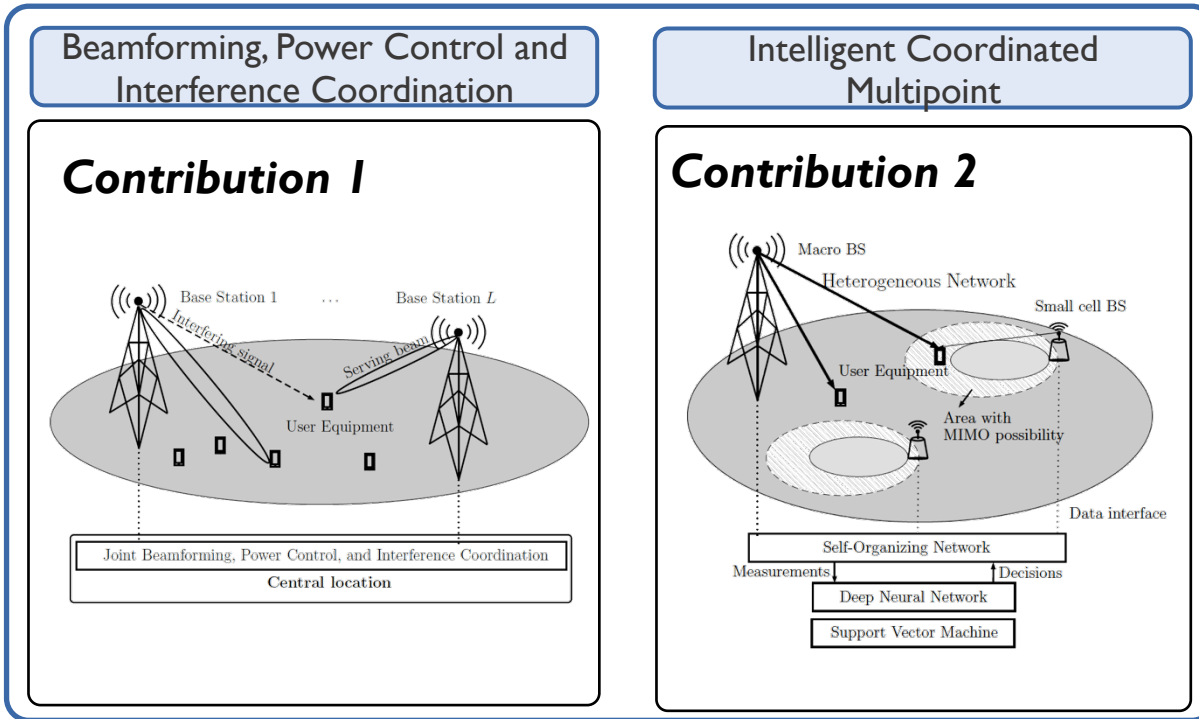 Beamforming, Power Control and
Interference Coordination
Contribution 1
Base Station 1 ... Base Station L
Interfering signal
Serving beam
User Equipment
Joint Beamforming, Power Control, and Interference Coordination
Central location
Intelligent Coordinated
Multipoint
Contribution 2
Macro BS
Heterogeneous Network
Small cell BS
User Equipment
Area with
MIMO possibility
Data interface
Self-Organizing Network
Measurements Decisions
Deep Neural Network
Support Vector Machine